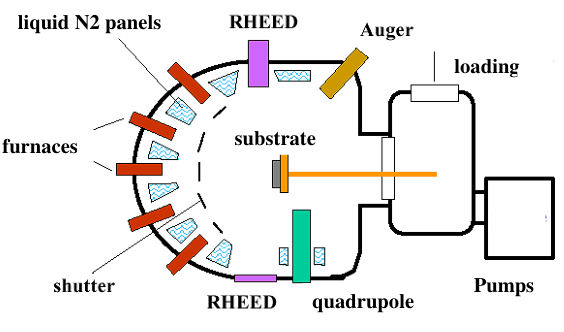 liquid N2 panels
RHEED
Auger
loading
furnaces
substrate
shutter
RHEED
quadrupole
Pumps